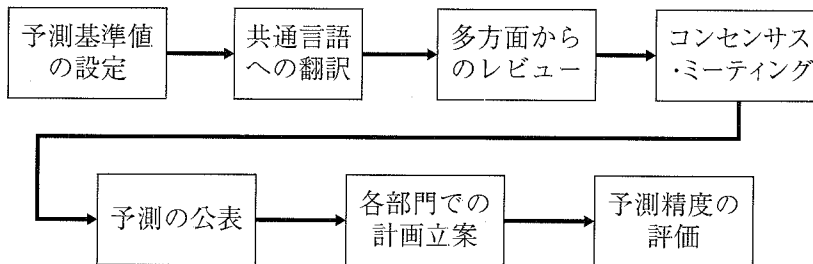 予測基準値
の設定
共通言語
への翻訳
多方面から
のレビュー
コンセンサス
・ミーティング
予測の公表
各部門での
計画立案
予測精度の
評価